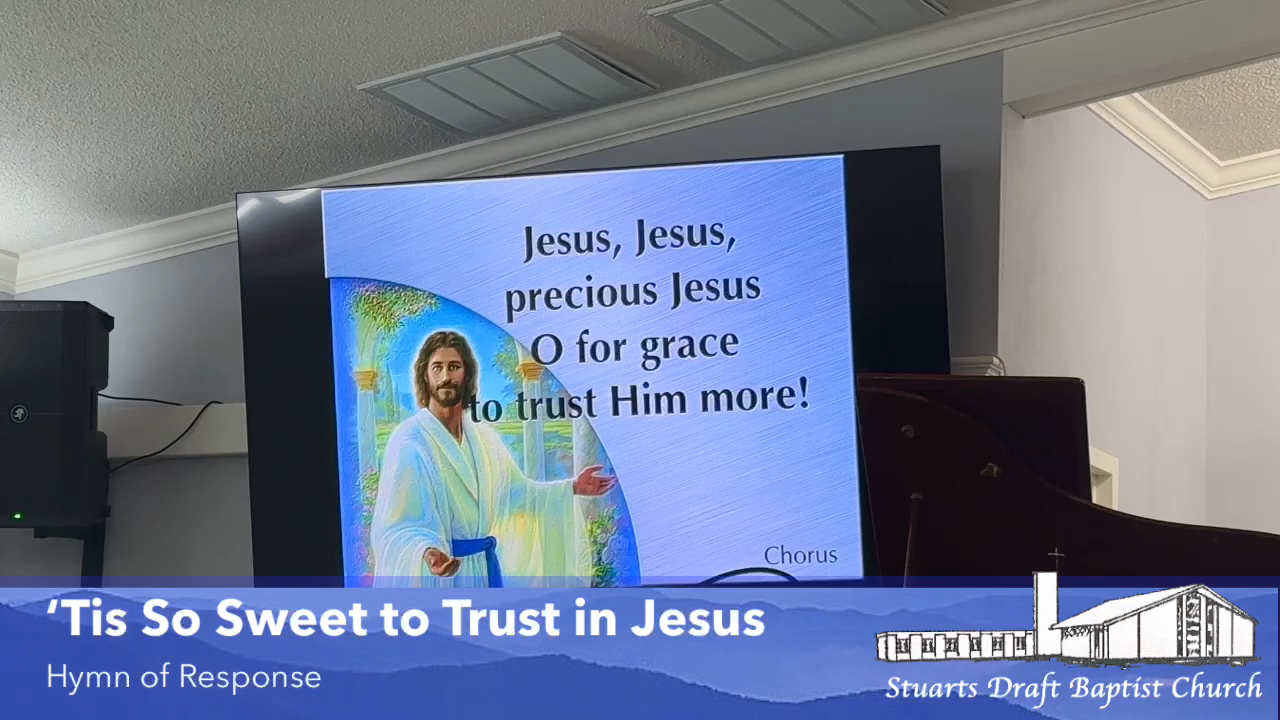 Jesus, Jesus,
precious Jesus
O for grace
to trust Him more!
Chorus
‘Tis So Sweet to Trust in Jesus
Hymn of Response
Stuarts Draft Baptist Church